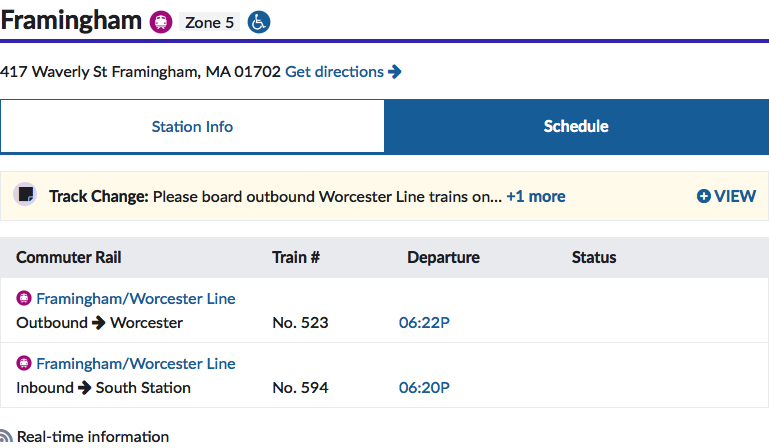 Framingham Zone 5
417 Waverly St Framingham, MA 01702 Get directions
Station Info Schedule
Track Change: Please board outbound Worcester Line trains on... +1 more VIEW
Commuter Rail Train # Departure Status
Framingham/Worcester Line
Outbound → Worcester No. 523 06:22P
Framingham/Worcester Line
Inbound → South Station No. 594 06:20P
Real-time information